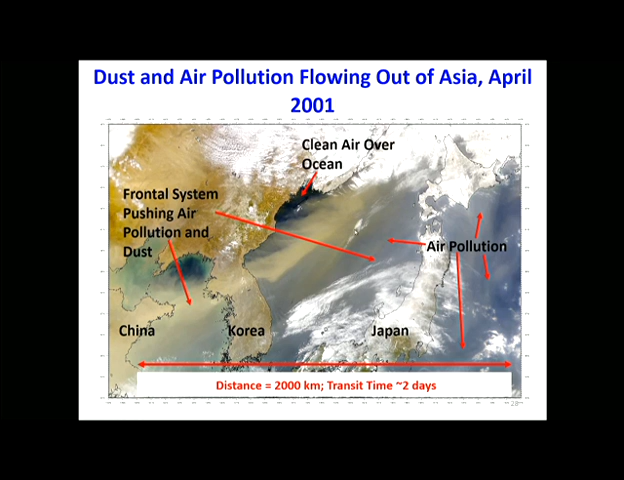 Dust and Air Pollution Flowing Out of Asia, April
2001
Clean Air Over
Ocean
Frontal System
Pushing Air
Pollution and
Dust
Air Pollution
China
Korea
Japan
Distance = 2000 km; Transit Time ~2 days